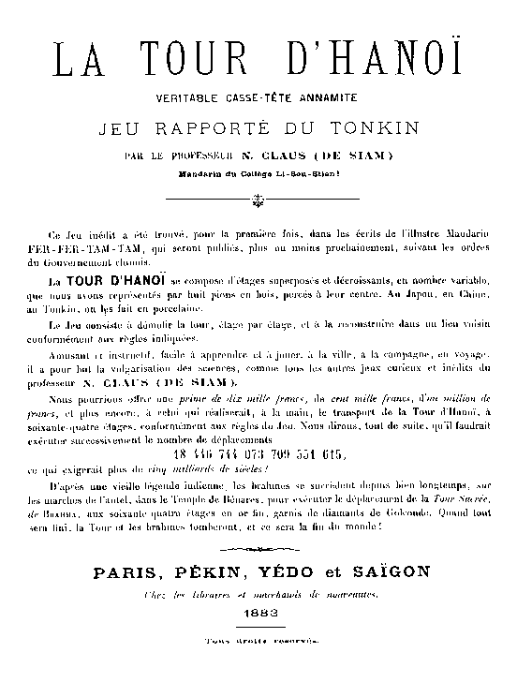 LA TOUR D'HANOÏ
VERITABLE CASSE-TÊTE ANNAMITE
JEU RAPPORTÉ DU TONKIN
PAR LE PROFESSEUR N. CLAUS (DE SIAM)
Mandarin du Collège Li-Sou-Stian!
Ce Jeu inédit a été trouvé, pour la première fois, dans les écrits de l'illustre Mandarin
FER-FER-TAM-TAM, qui seront publiés, plus ou moins prochainement, suivant les ordres
du Gouvernement chinois.
La TOUR D'HANOÏ se compose d'étages superposés et décroissants, en nombre variable,
que nous avons représentés par huit pions en bois, percés à leur centre. Au Japon, en Chine,
au Tonkin, on les fait en porcelaine.
Le Jeu consiste à démolir la tour, étage par étage, et à la reconstruire dans un lieu voisin
conformément aux règles indiquées.
Amusant et instructif, facile à apprendre et à jouer, à la ville, à la campagne, en voyage,
il a pour but la vulgarisation des sciences, comme tous les autres jeux curieux et inédits du
professeur N. CLAUS (DE SIAM).
Nous pourrions offrir une prime de dix mille francs, de cent mille francs, d'un million de
francs, et plus encore, à celui qui réaliserait, à la main, le transport de la Tour d'Hanoï, à
soixante-quatre étages, conformément aux règles du Jeu. Nous dirons, tout de suite, qu'il faudrait
exécuter successivement le nombre de déplacements
18 446 744 073 709 551 615,
ce qui exigerait plus de cinq milliards de siècles!
D'après une vieille légende indienne, les brahmes se succèdent depuis bien longtemps, sur
les marches de l'autel, dans le Temple de Bénarès, pour exécuter le déplacement de la Tour Sacrée,
de BRAHMA, aux soixante-quatre étages en or fin, garnis de diamants de Golconde. Quand tout
sera fini, la Tour et les brahmes tomberont, et ce sera la fin du monde!
PARIS, PÉKIN, YÉDO et SAÏGON
Chez les libraires et marchands de nouveautés.
1883
Tous droits réservés.